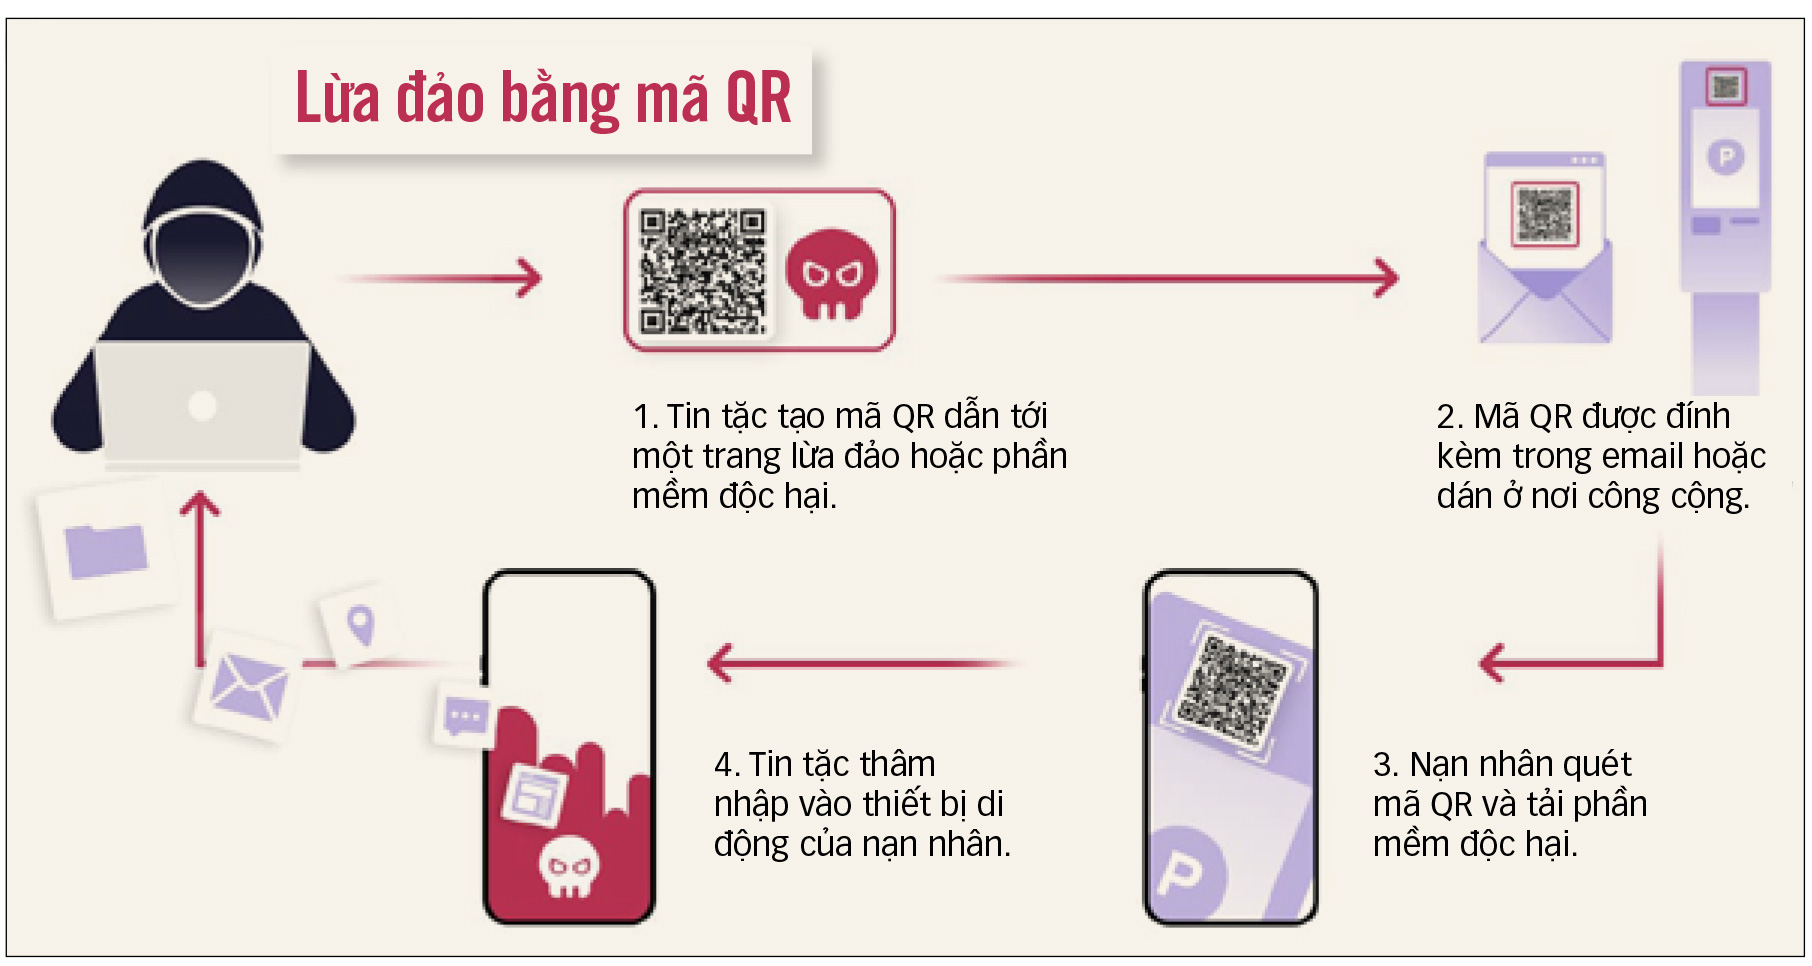 Lừa đảo bằng mã QR
1. Tin tặc tạo mã QR dẫn tới
một trang lừa đảo hoặc phần
mềm độc hại.
P
2. Mã QR được đính
kèm trong email hoặc
dán ở nơi công cộng.
3. Nạn nhân quét
mã QR và tải phần
mềm độc hại.
P
4. Tin tặc thâm
nhập vào thiết bị di
động của nạn nhân.